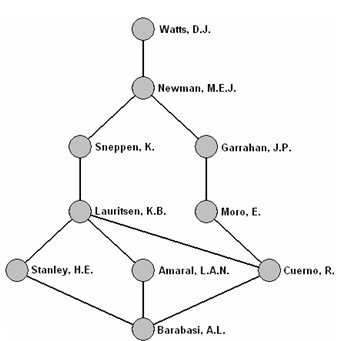 Watts, D.J.
Newman, M.E.J.
Sneppen, K.
Garrahan, J.P.
Lauritsen, K.B.
Moro, E.
Stanley, H.E.
Amaral, L.A.N.
Cuerno, R.
Barabasi, A.L.